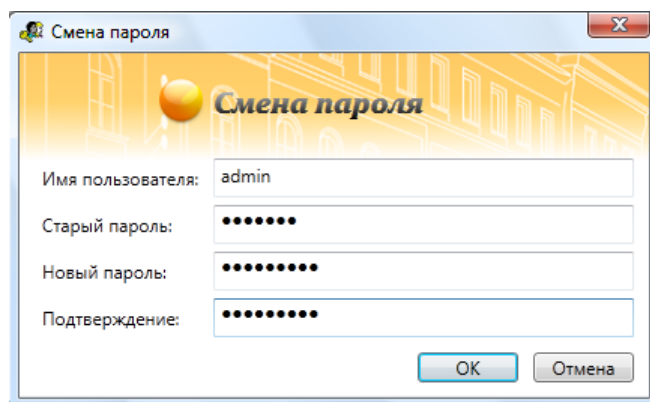 Смена пароля
Смена пароля
Имя пользователя: admin
Старый пароль: •••••••
Новый пароль: •••••••••
Подтверждение: •••••••••
OK Отмена